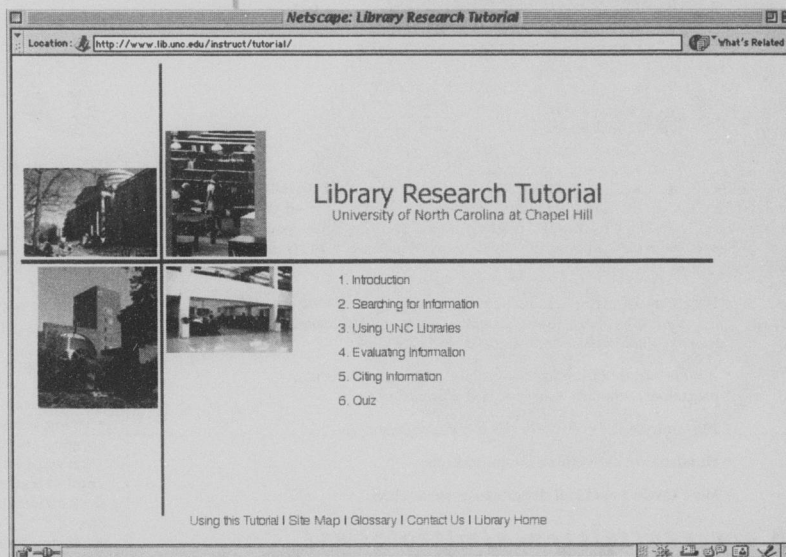 Netscape: Library Research Tutorial
Location: http://www.lib.unc.edu/instruct/tutorial/ What's Related
Library Research Tutorial
University of North Carolina at Chapel Hill
1. Introduction
2. Searching for Information
3. Using UNC Libraries
4. Evaluating Information
5. Citing Information
6. Quiz
Using this Tutorial | Site Map | Glossary | Contact Us | Library Home